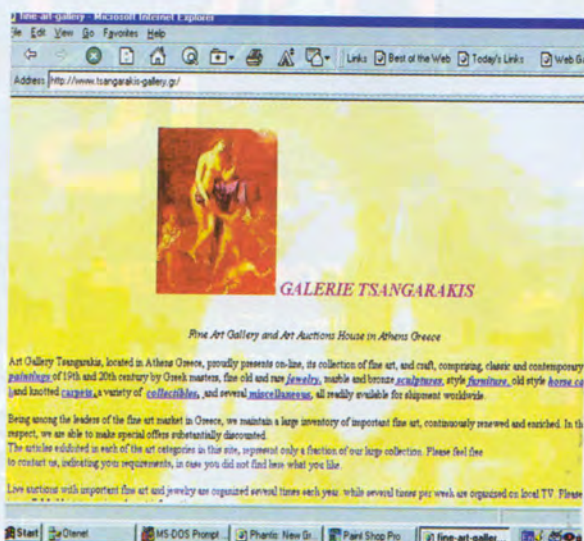 fine-art-gallery - Microsoft Internet Explorer
File Edit View Go Favorites Help
Links Best of the Web Today's Links Web Ga
Address http://www.tsangarakis-gallery.gr/
GALERIE TSANGARAKIS
Fine Art Gallery and Art Auctions House in Athens Greece
Art Gallery Tsangarakis, located in Athens Greece, proudly presents on-line, its collection of fine art, and craft, comprising, classic and contemporary
paintings of 19th and 20th century by Greek masters, fine old and rare jewelry, marble and bronze sculptures, style furniture, old style horse
and knotted carpets, a variety of collectibles, and several miscellaneous, all readily available for shipment worldwide.
Being among the leaders of the fine art market in Greece, we maintain a large inventory of important fine art, continuously renewed and enriched. In th
respect, we are able to make special offers substantially discounted.
The articles exhibited in each of the art categories in this site, represent only a fraction of our large collection. Please feel free
to contact us, indicating your requirements, in case you did not find here what you like.
Live auctions with important fine art and jewelry are organized several times each year, while several times per week are organized on local TV. Please
Start Otenet MS-DOS Prompt Phantis: New Gr... Paint Shop Pro fine-art-galler...